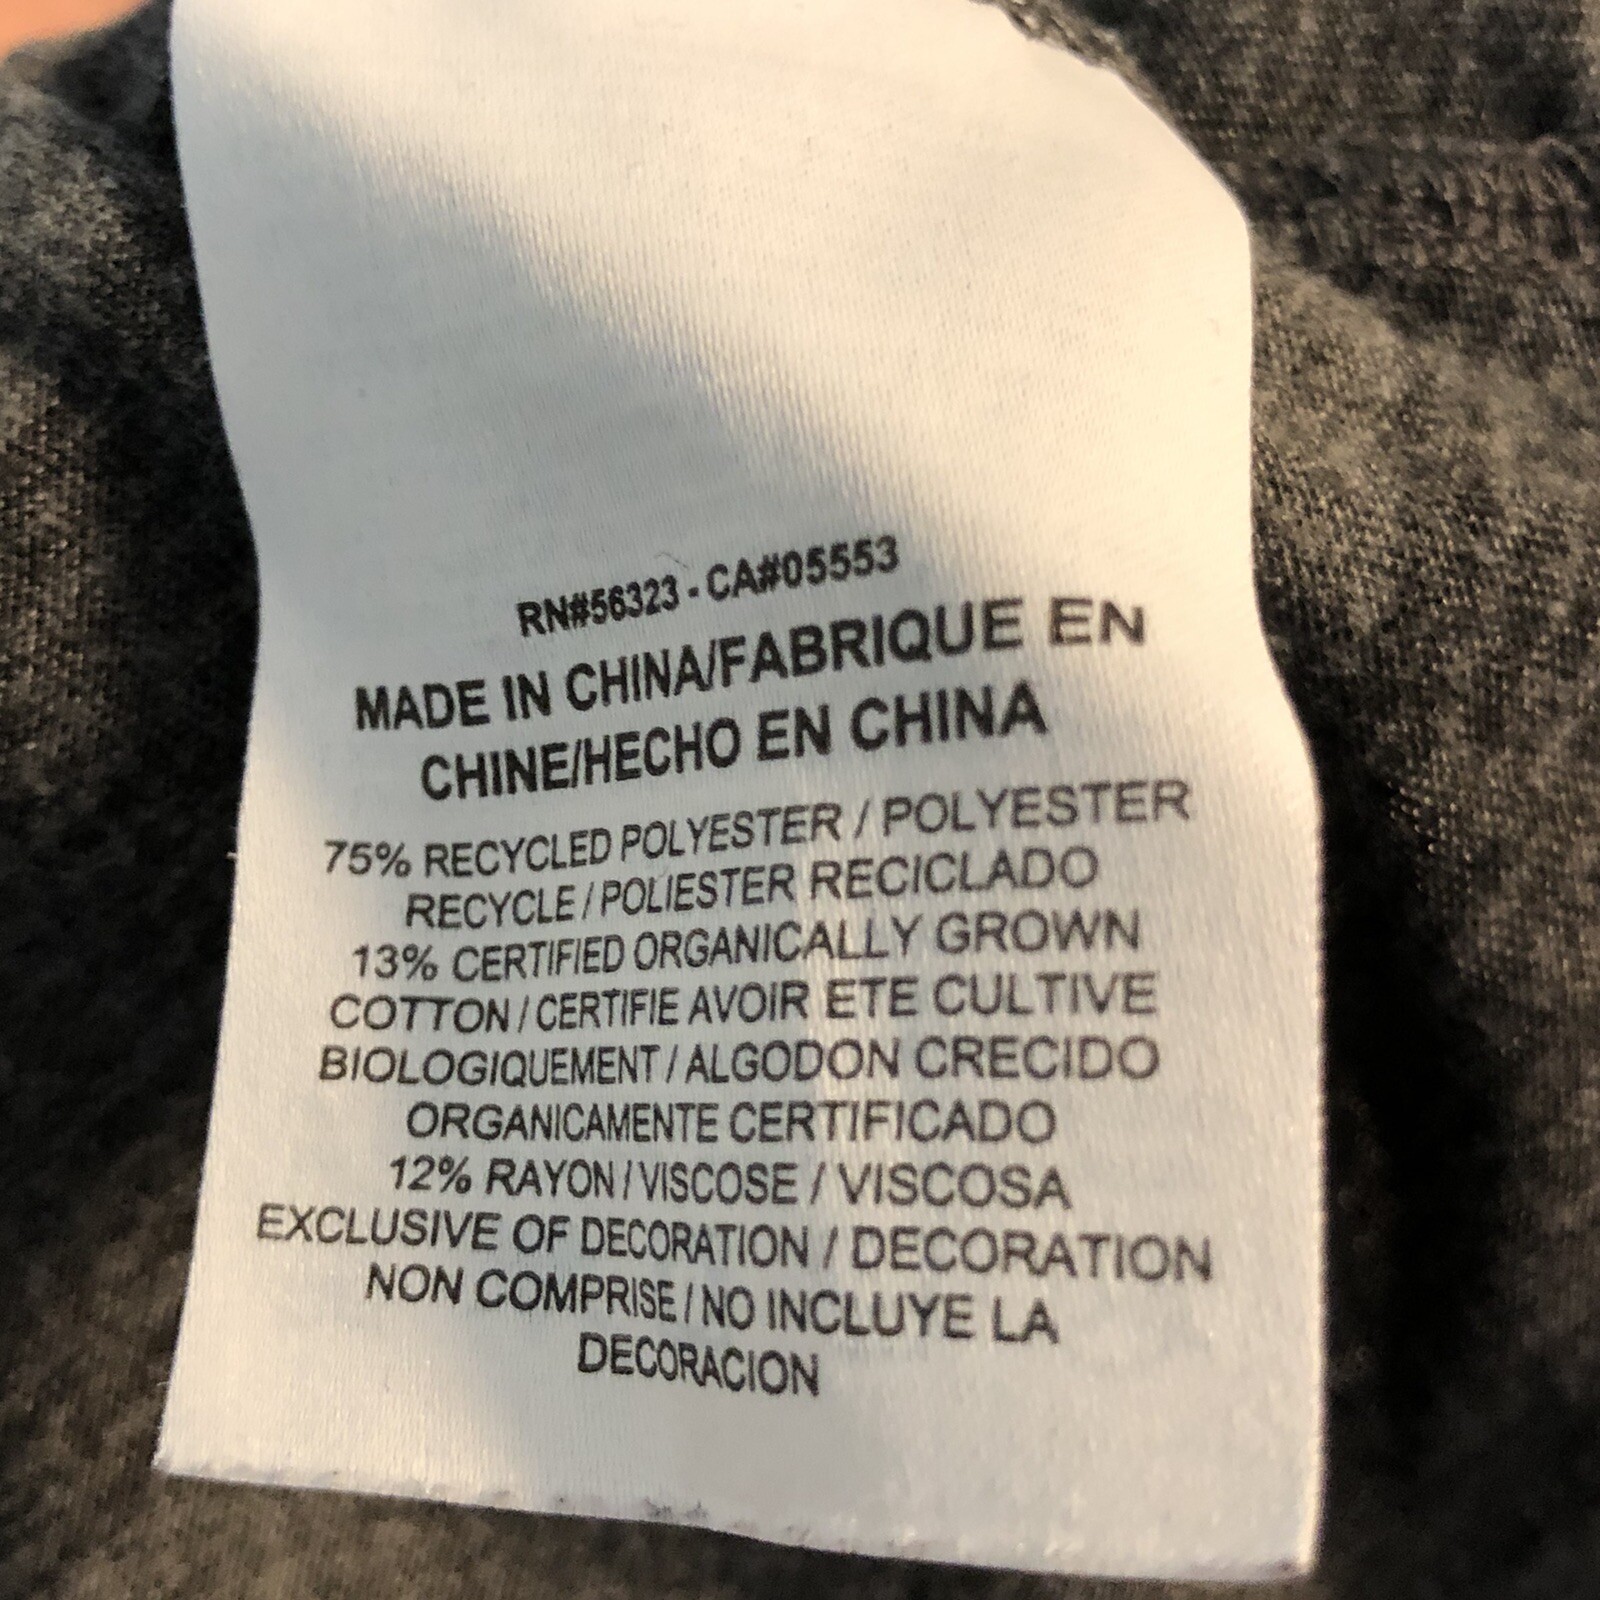 RN#56323 - CA#05553
MADE IN CHINA/FABRIQUE EN
CHINE/HECHO EN CHINA
75% RECYCLED POLYESTER / POLYESTER
RECYCLE / POLIESTER RECICLADO
13% CERTIFIED ORGANICALLY GROWN
COTTON / CERTIFIE AVOIR ETE CULTIVE
BIOLOGIQUEMENT / ALGODON CRECIDO
ORGANICAMENTE CERTIFICADO
12% RAYON / VISCOSE / VISCOSA
EXCLUSIVE OF DECORATION / DECORATION
NON COMPRISE / NO INCLUYE LA
DECORACION